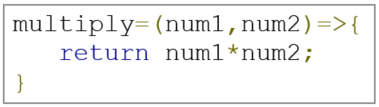 multiply=(num1,num2)=>{
   return num1*num2;
}